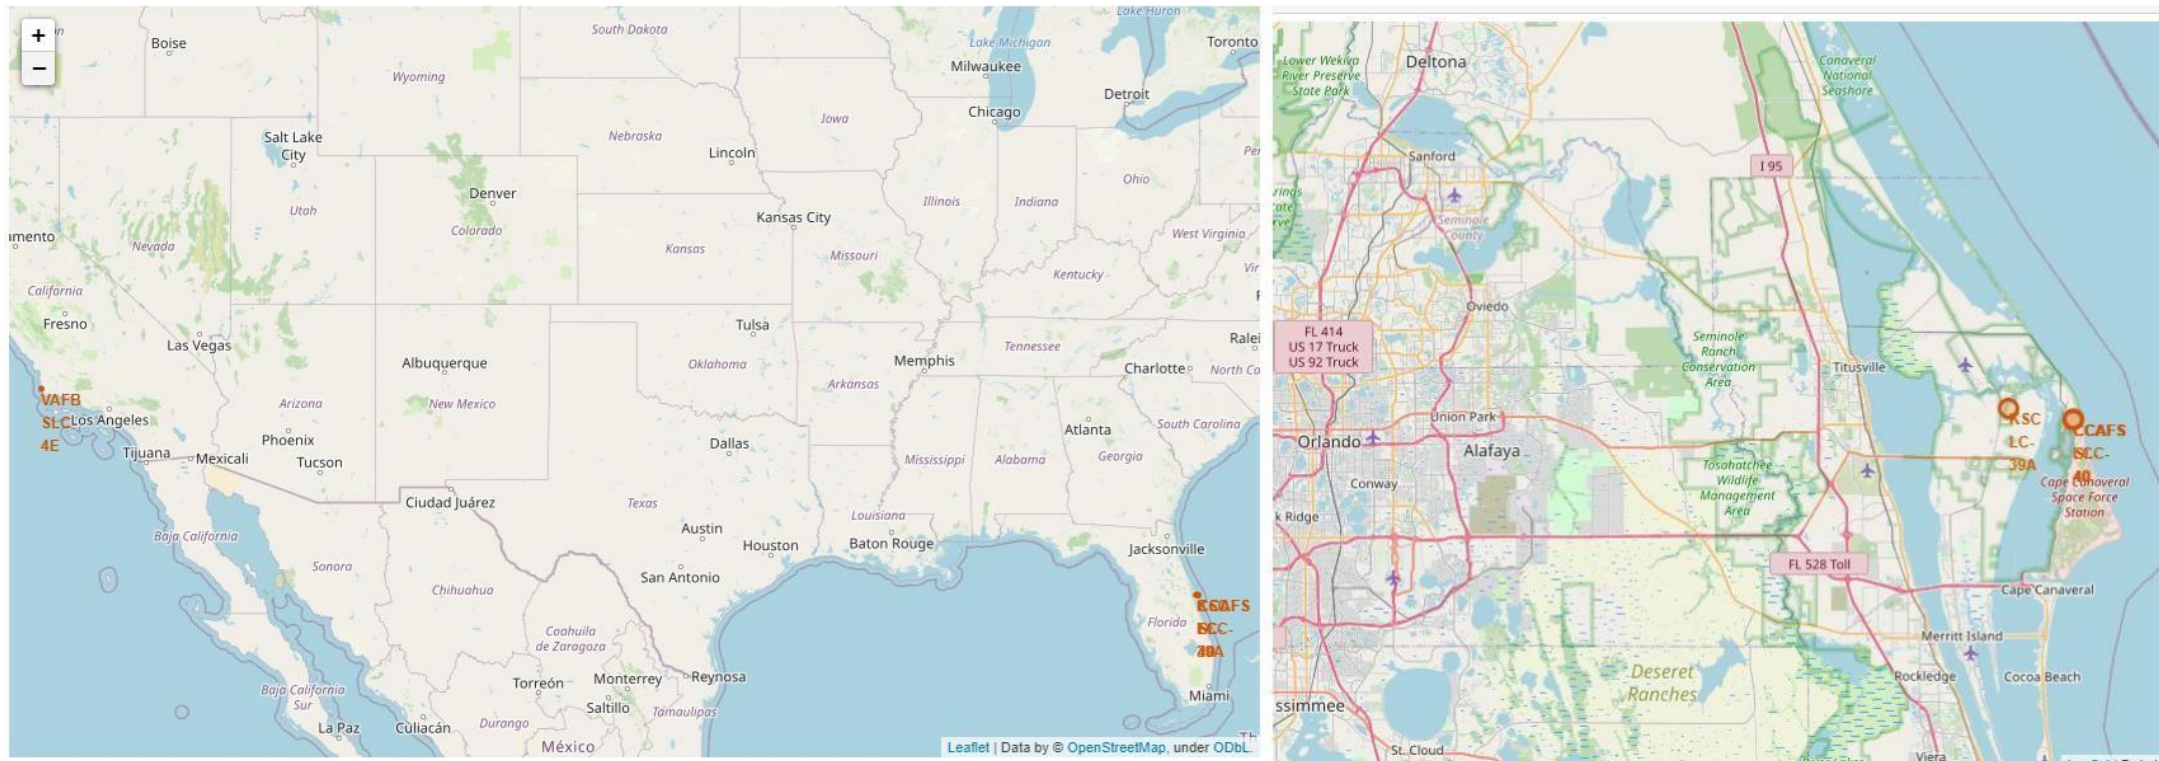 +
−
Boise
South Dakota
Lake Huron
Lake Michigan
Toronto
Wyoming
Milwaukee
Detroit
Chicago
Iowa
Nebraska
Salt Lake
City
Lincoln
Ohio
Denver
Illinois
Indiana
Utah
Kansas City
Colorado
Nevada
Kansas
Missouri
West Virginia
Kentucky
California
Fresno
Tulsa
Las Vegas
Tennessee
Albuquerque
Memphis
Oklahoma
Charlotte
Arkansas
VAFB
SLC-
4E
Los Angeles
Arizona
New Mexico
Phoenix
Dallas
Atlanta
South Carolina
Tijuana
Mexicali
Tucson
Mississippi
Alabama
Georgia
Ciudad Juárez
Texas
Louisiana
Austin
Houston
Baton Rouge
Jacksonville
Baja California
Sonora
San Antonio
Chihuahua
Florida
Coahuila
de Zaragoza
Torreón
Monterrey
Reynosa
Saltillo
Miami
Baja California
Sur
La Paz
Culiacán
Durango
Tamaulipas
México
Leaflet | Data by © OpenStreetMap, under ODbL.
Lower Wekiva
River Preserve
State Park
Deltona
Canaveral
National
Seashore
Sanford
I 95
Seminole
County
Oviedo
FL 414
US 17 Truck
US 92 Truck
Seminole
Ranch
Conservation
Area
Titusville
Union Park
KSC
LC-
39A
CCAFS
Orlando
Alafaya
Conway
Tosohatchee
Wildlife
Management
Area
Cape Canaveral
Space Force
Station
FL 528 Toll
Cape Canaveral
Merritt Island
Deseret
Ranches
Rockledge
Cocoa Beach
St. Cloud
Viera